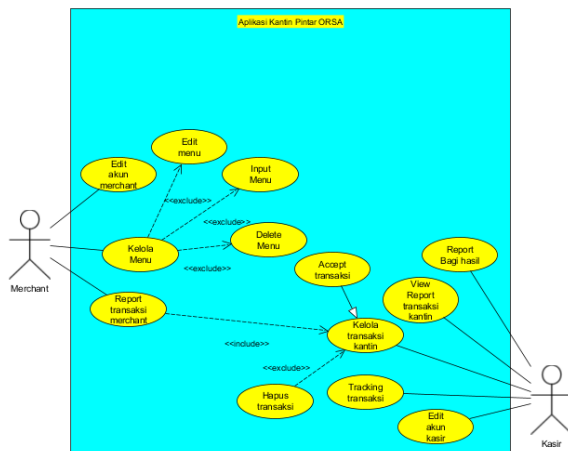 Aplikasi Kantin Pintar ORSA
Edit
menu
Edit
akun
merchant
Input
Menu
<<exclude>>
<<exclude>>
Delete
Menu
Kelola
Menu
<<exclude>>
Merchant
Report
transaksi
merchant
Accept
transaksi
Report
Bagi hasil
View
Report
transaksi
kantin
Kelola
transaksi
kantin
<<include>>
<<exclude>>
Hapus
transaksi
Tracking
transaksi
Edit
akun
kasir
Kasir